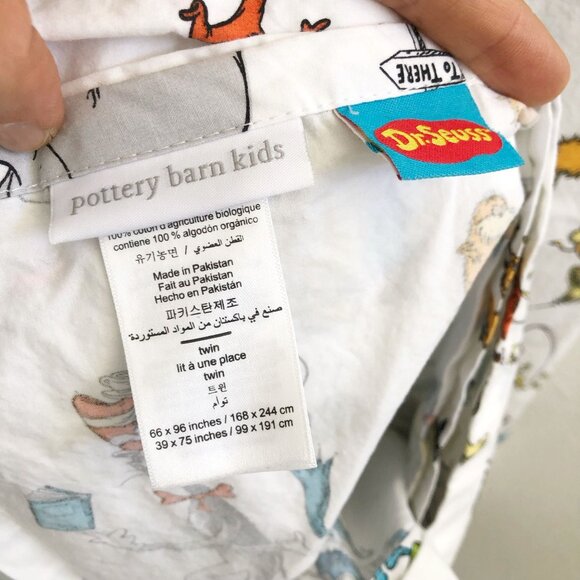 TO THERE
Dr. Seuss
pottery barn kids
100% coton d'agriculture biologique
contiene 100% algodón orgánico
유기농면 / القطن العضوي
Made in Pakistan
Fait au Pakistan
Hecho en Pakistán
파키스탄제조
صنع في باكستان من المواد المستوردة
twin
lit à une place
twin
트윈
توأم
66 x 96 inches / 168 x 244 cm
39 x 75 inches / 99 x 191 cm